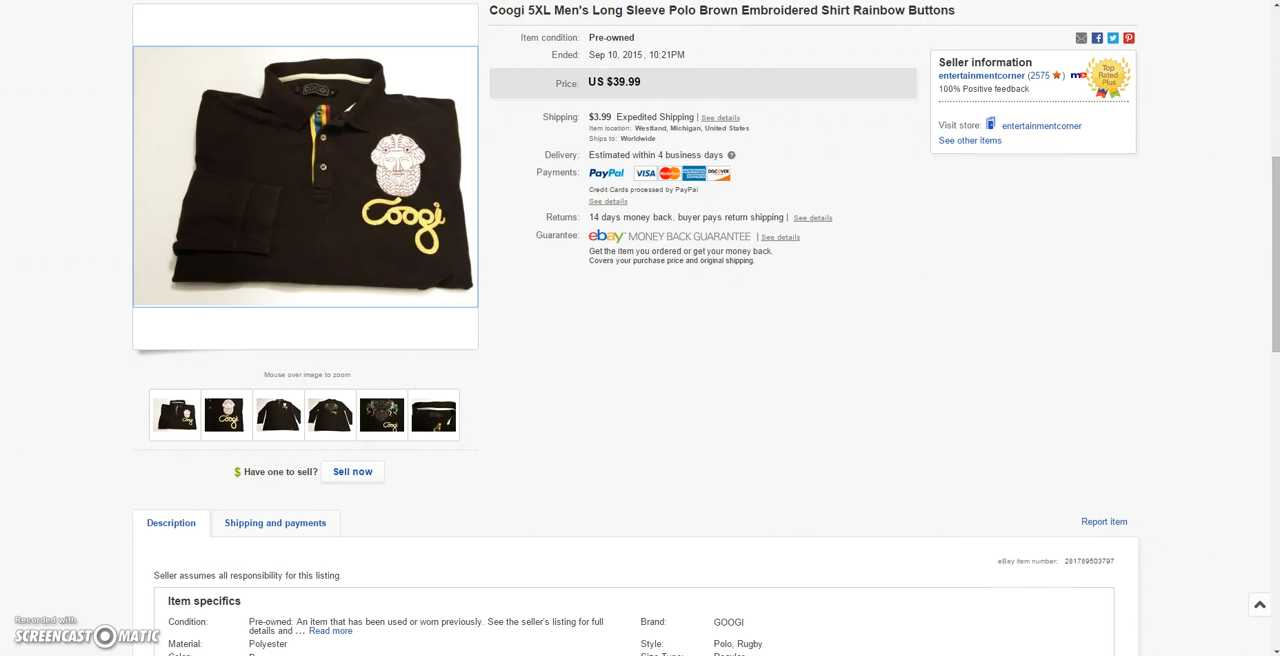 Coogi 5XL Men's Long Sleeve Polo Brown Embroidered Shirt Rainbow Buttons
Item condition: Pre-owned
Ended: Sep 10, 2015 , 10:21PM
Price: US $39.99
Shipping: $3.99 Expedited Shipping | See details
Item location: Westland, Michigan, United States
Ships to: Worldwide
Delivery: Estimated within 4 business days
Payments: PayPal VISA MasterCard DISCOVER
Credit Cards processed by PayPal
See details
Returns: 14 days money back, buyer pays return shipping | See details
Guarantee: ebay MONEY BACK GUARANTEE | See details
Get the item you ordered or get your money back.
Covers your purchase price and original shipping.
Seller information
entertainmentcorner (2575 ) me
100% Positive feedback
Top
Rated
Plus
Visit store: entertainmentcorner
See other items
COOGI
Coogi
Mouse over image to zoom
$ Have one to sell? Sell now
Description
Shipping and payments
Report item
eBay item number: 281789503797
Seller assumes all responsibility for this listing.
Item specifics
Condition: Pre-owned: An item that has been used or worn previously. See the seller's listing for full
details and ... Read more
Brand: GOOGI
Material: Polyester
Style: Polo, Rugby
Recorded with
SCREENCAST-O-MATIC